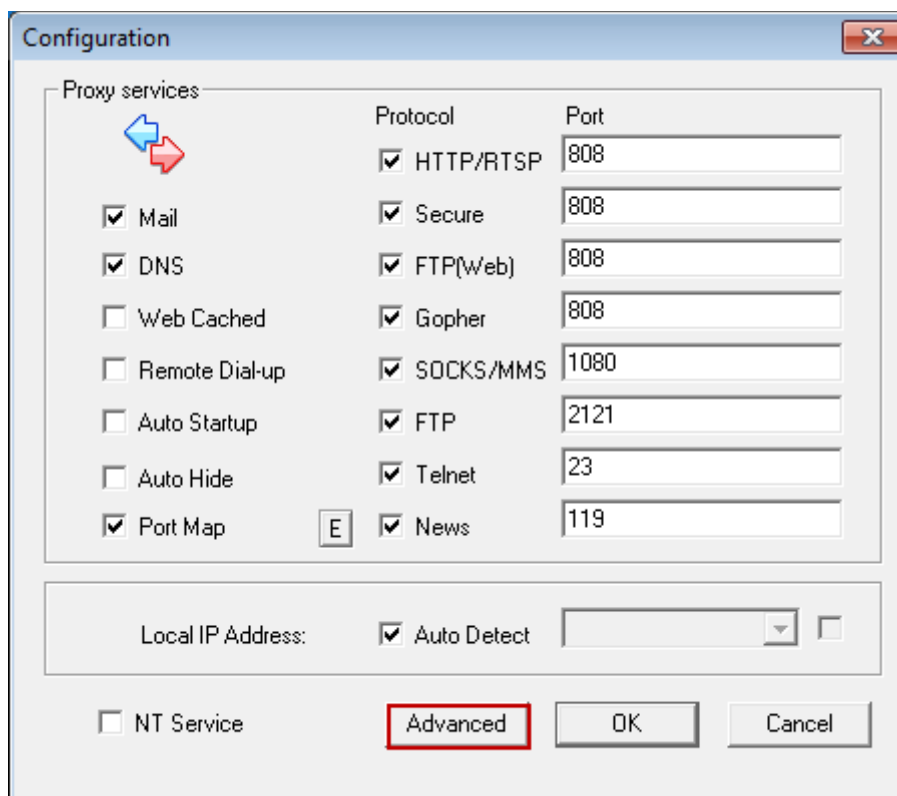 Configuration
Proxy services
Protocol Port
HTTP/RTSP 808
Mail Secure 808
DNS FTP(Web) 808
Web Cached Gopher 808
Remote Dial-up SOCKS/MMS 1080
Auto Startup FTP 2121
Auto Hide Telnet 23
Port Map E News 119
Local IP Address: Auto Detect
NT Service Advanced OK Cancel